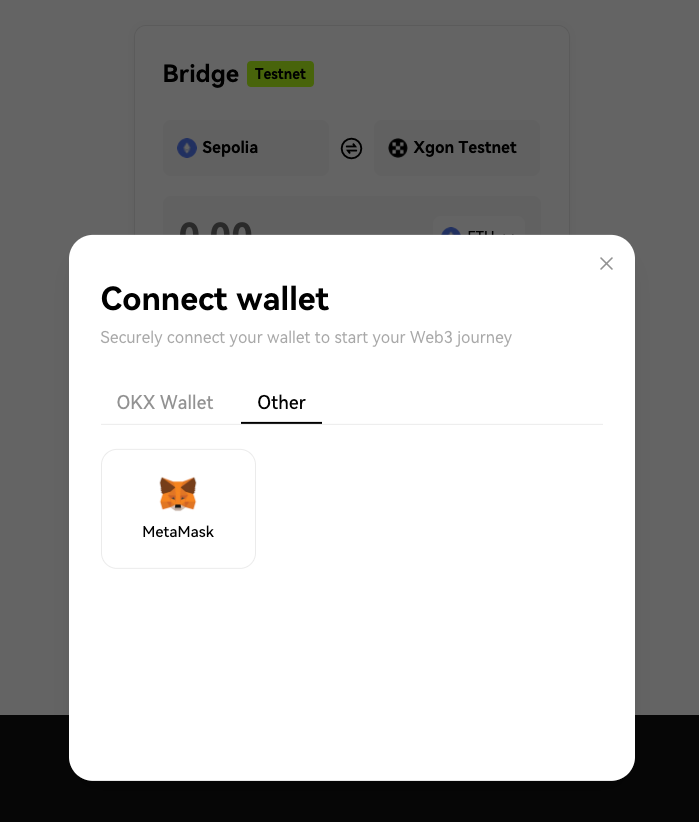 Bridge Testnet
Sepolia Xgon Testnet
0.00 ETH
Connect wallet
Securely connect your wallet to start your Web3 journey
OKX Wallet Other
MetaMask